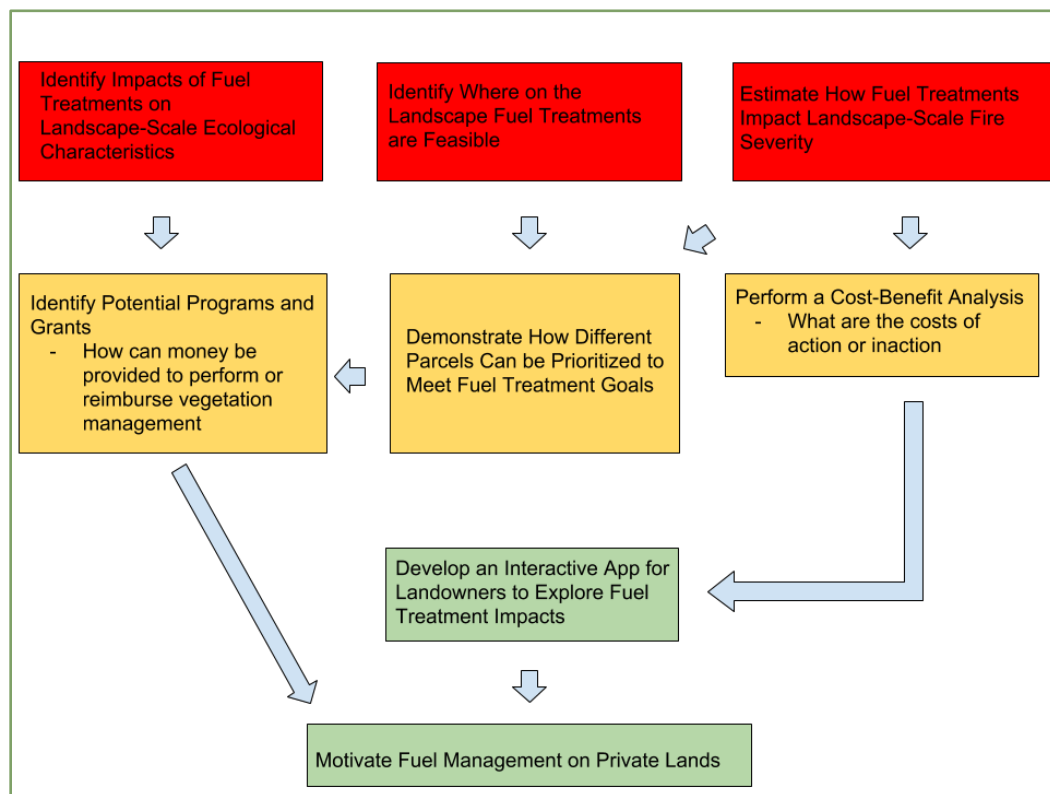 Identify Impacts of Fuel
Treatments on
Landscape-Scale Ecological
Characteristics
Identify Where on the
Landscape Fuel Treatments
are Feasible
Estimate How Fuel Treatments
Impact Landscape-Scale Fire
Severity
Identify Potential Programs and
Grants
- How can money be
provided to perform or
reimburse vegetation
management
Demonstrate How Different
Parcels Can be Prioritized to
Meet Fuel Treatment Goals
Perform a Cost-Benefit Analysis
- What are the costs of
action or inaction
Develop an Interactive App for
Landowners to Explore Fuel
Treatment Impacts
Motivate Fuel Management on Private Lands